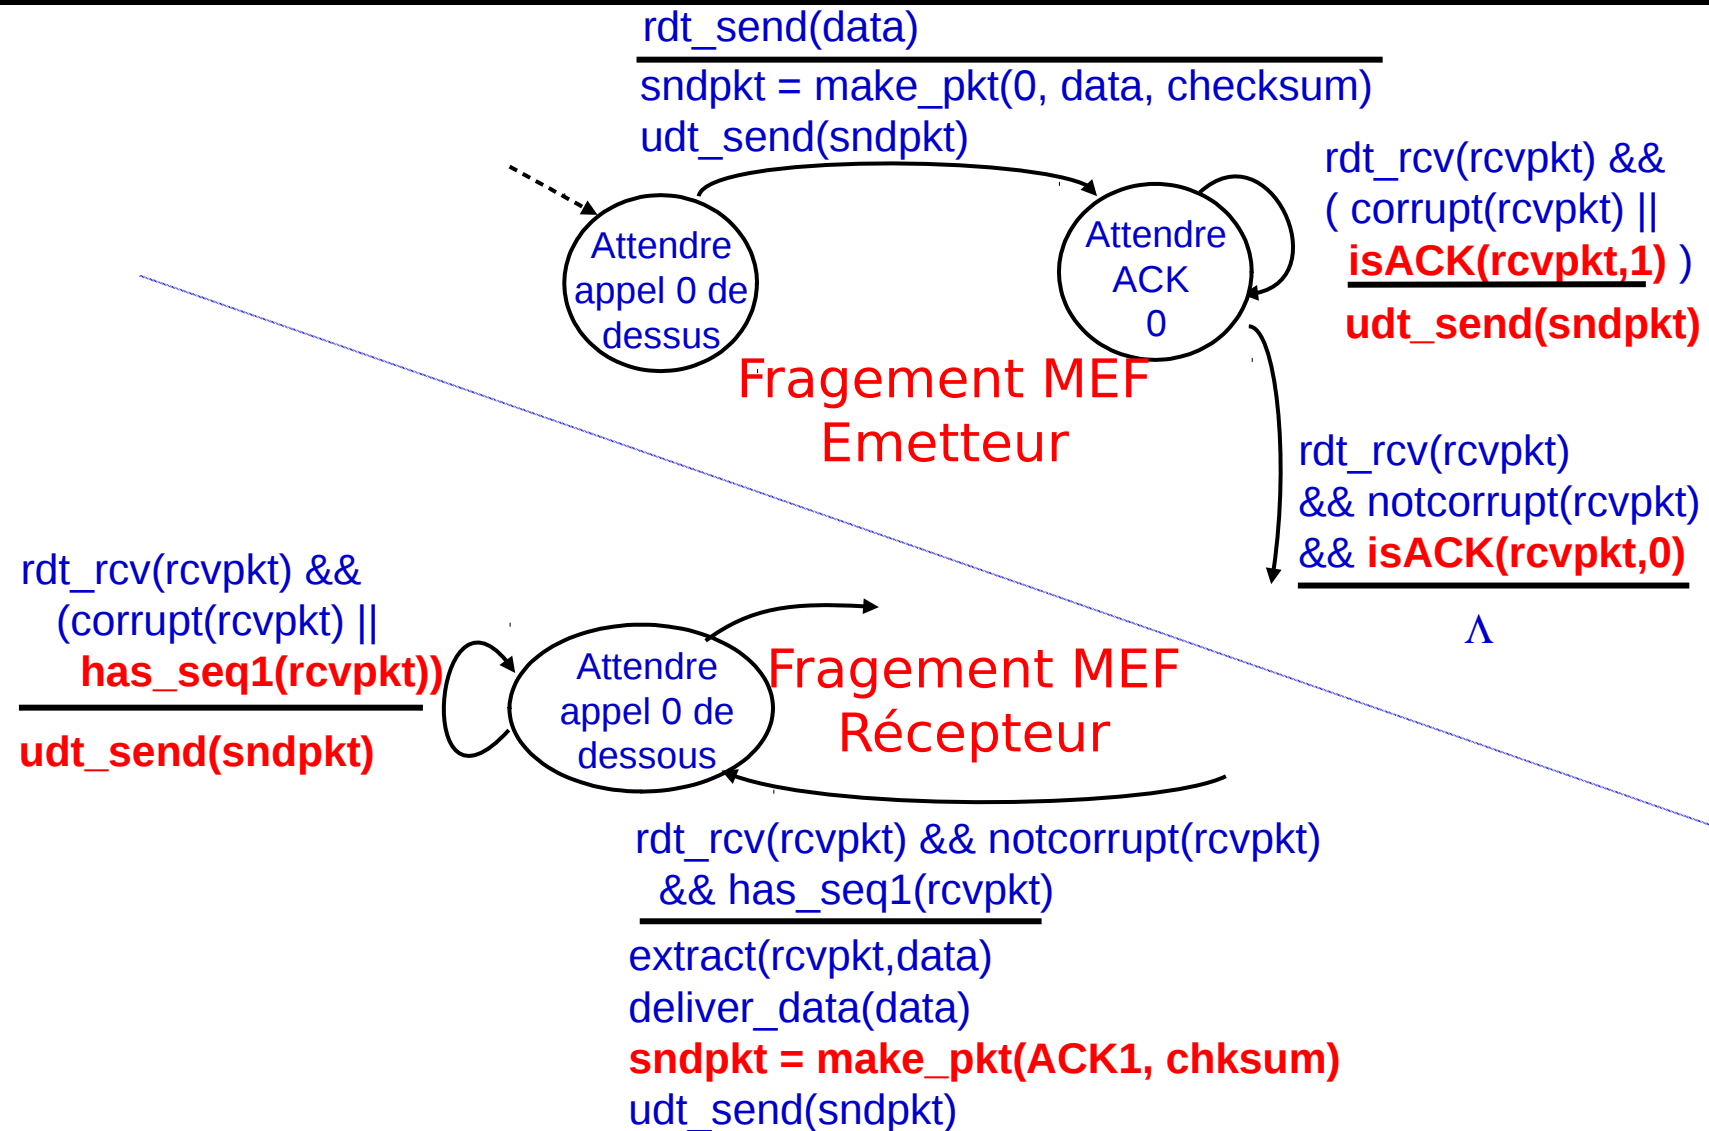 rdt_send(data)
sndpkt = make_pkt(0, data, checksum)
udt_send(sndpkt)
rdt_rcv(rcvpkt) &&
( corrupt(rcvpkt) ||
isACK(rcvpkt,1) )
udt_send(sndpkt)
Attendre
appel 0 de
dessus
Attendre
ACK
0
Fragement MEF
Emetteur
rdt_rcv(rcvpkt)
&& notcorrupt(rcvpkt)
&& isACK(rcvpkt,0)
Λ
rdt_rcv(rcvpkt) &&
(corrupt(rcvpkt) ||
has_seq1(rcvpkt))
udt_send(sndpkt)
Attendre
appel 0 de
dessous
Fragement MEF
Récepteur
rdt_rcv(rcvpkt) && notcorrupt(rcvpkt)
&& has_seq1(rcvpkt)
extract(rcvpkt,data)
deliver_data(data)
sndpkt = make_pkt(ACK1, chksum)
udt_send(sndpkt)